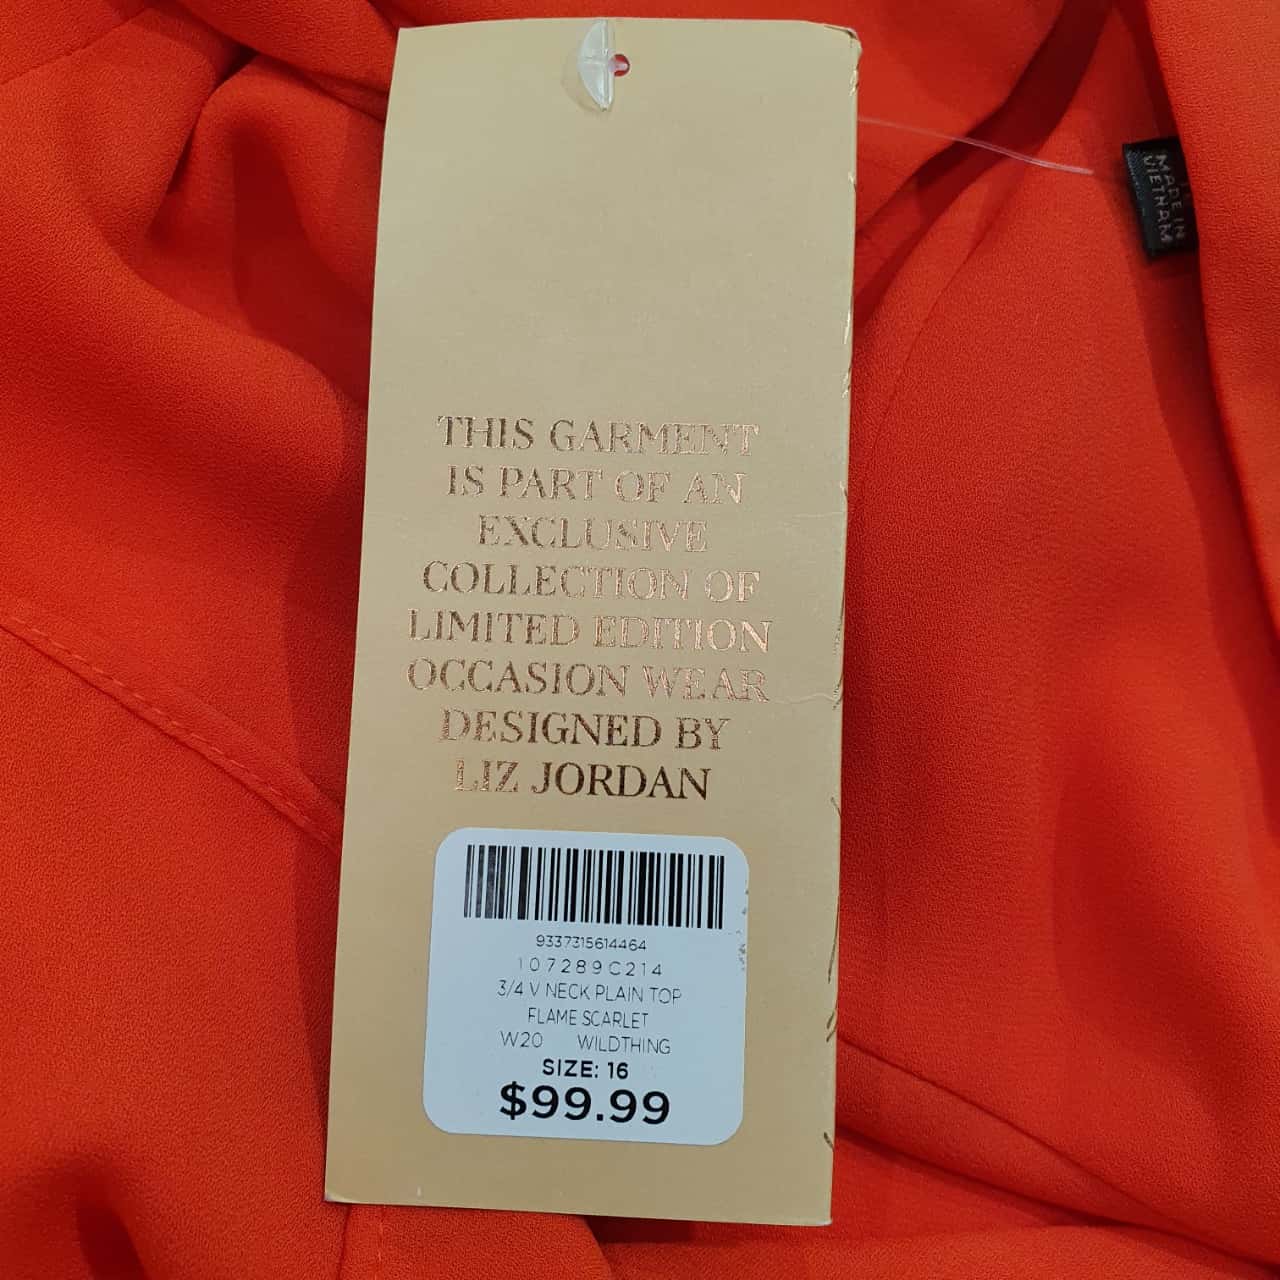 THIS GARMENT
IS PART OF AN
EXCLUSIVE
COLLECTION OF
LIMITED EDITION
OCCASION WEAR
DESIGNED BY
LIZ JORDAN
9337315614464
107289C214
3/4 V NECK PLAIN TOP
FLAME SCARLET
W20 WILDTHING
SIZE: 16
$99.99
MADE IN
VIETNAM